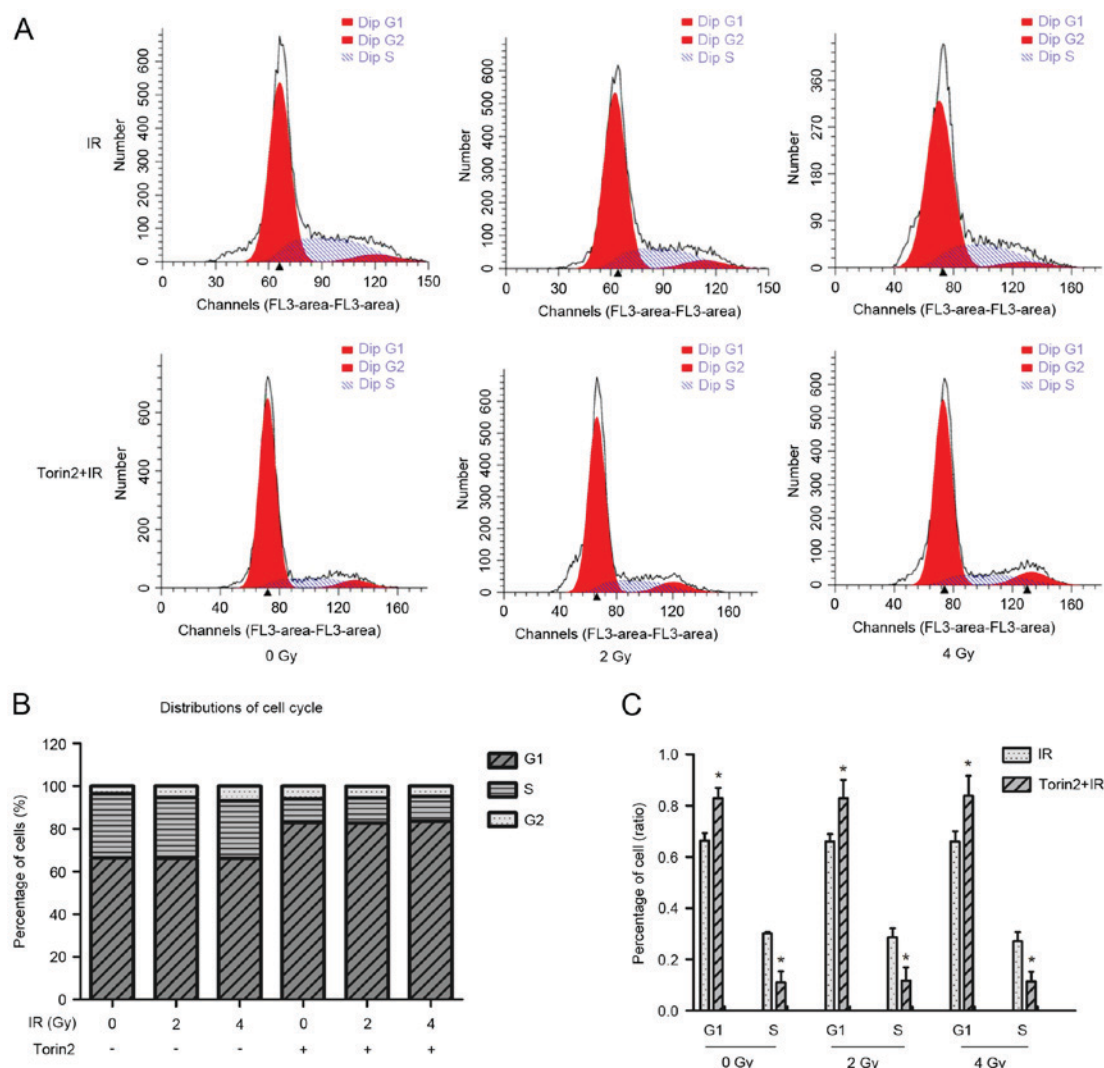 A
IR
Dip G1
Dip G2
Dip S
Number
0 100 200 300 400 500 600
0 30 60 90 120 150
Channels (FL3-area-FL3-area)
Dip G1
Dip G2
Dip S
Number
0 100 200 300 400 500 600
0 30 60 90 120 150
Channels (FL3-area-FL3-area)
Dip G1
Dip G2
Dip S
Number
0 90 180 270 360
0 40 80 120 160
Channels (FL3-area-FL3-area)
Torin2+IR
Dip G1
Dip G2
Dip S
Number
0 200 400 600
0 40 80 120 160
Channels (FL3-area-FL3-area)
0 Gy
Dip G1
Dip G2
Dip S
Number
0 100 200 300 400 500 600
0 40 80 120 160
Channels (FL3-area-FL3-area)
2 Gy
Dip G1
Dip G2
Dip S
Number
0 100 200 300 400 500 600
0 40 80 120 160
Channels (FL3-area-FL3-area)
4 Gy
B
Distributions of cell cycle
Percentage of cells (%)
120
100
80
60
40
20
0
G1
S
G2
IR (Gy) 0 2 4 0 2 4
Torin2 - - - + + +
C
Percentage of cell (ratio)
1.0
0.8
0.6
0.4
0.2
0.0
IR
Torin2+IR
* * * * * *
G1 S G1 S G1 S
0 Gy 2 Gy 4 Gy